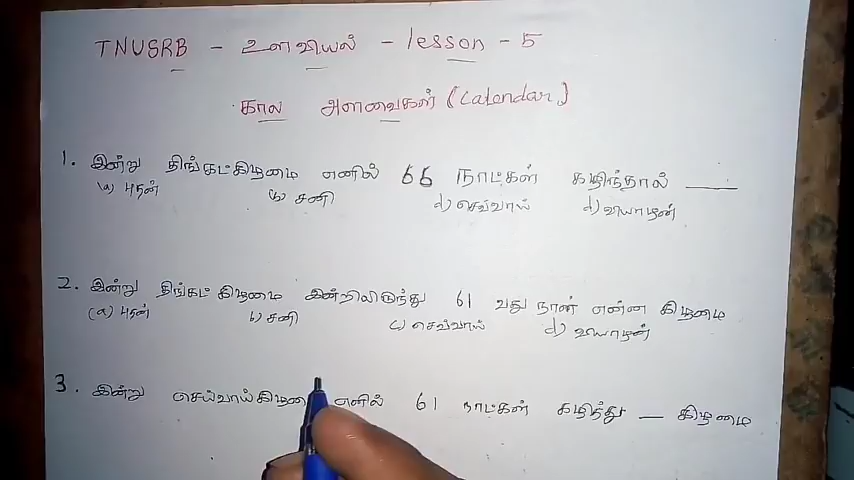 TNUSRB - உளவியல் - lesson - 5
கால அளவைகள் (Calendar)
1. இன்று திங்கட்கிழமை எனில் 66 நாட்கள் கழிந்தால் ____
(a) புதன் b) சனி d) செவ்வாய் d) வியாழன்
2. இன்று திங்கட் கிழமை இன்றிலிருந்து 61 வது நாள் என்ன கிழமை
(a) புதன் b) சனி c) செவ்வாய் d) வியாழன்
3. இன்று செய்வாய்கிழமை எனில் 61 நாட்கள் கழித்து __ கிழமை